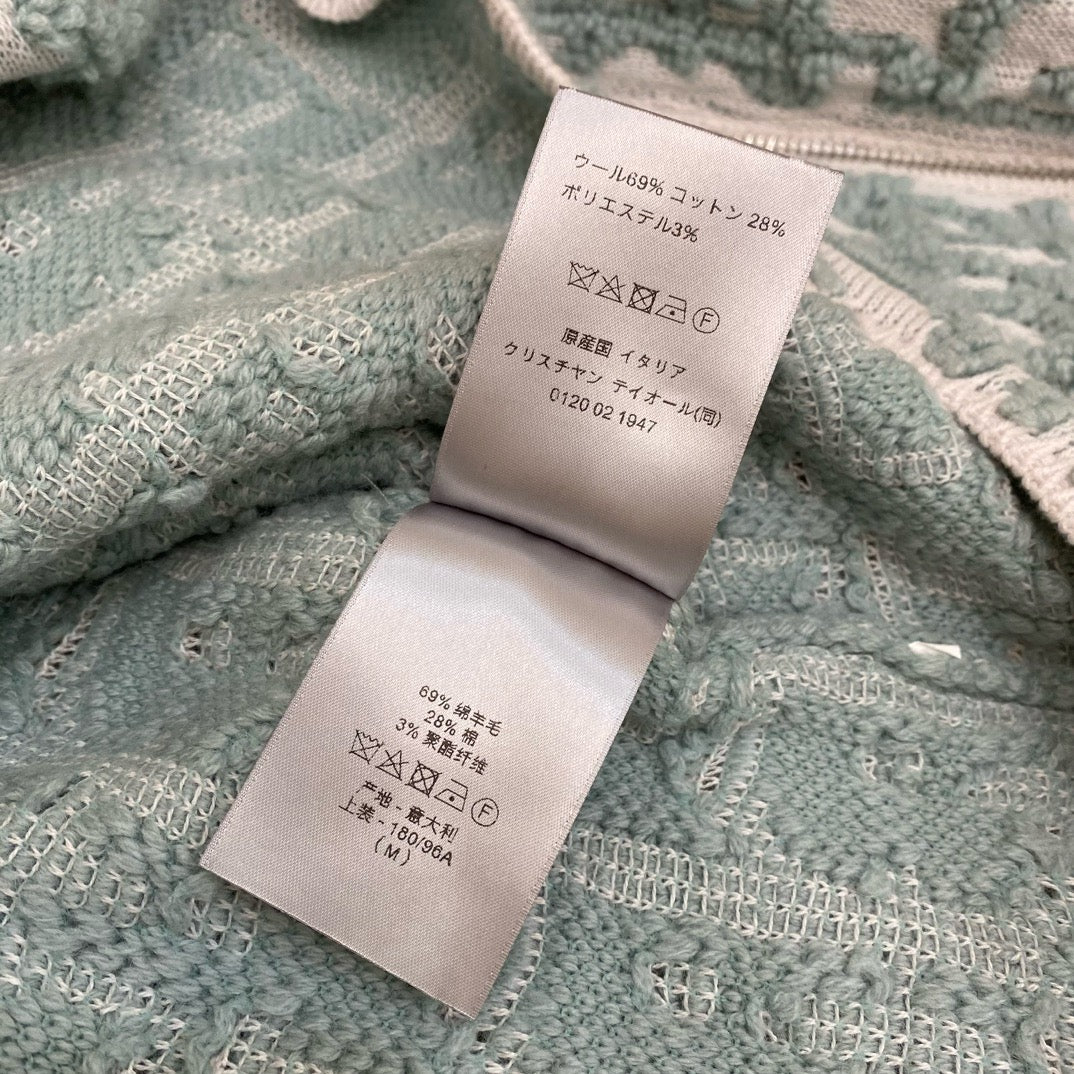 ウール69% コットン 28%
ポリエステル3%
F
原産国 イタリア
クリスチャン テイオール(同)
0120 02 1947
69% 绵羊毛
28% 棉
3% 聚酯纤维
F
产地 - 意大利
上装 - 180/96A
( M )